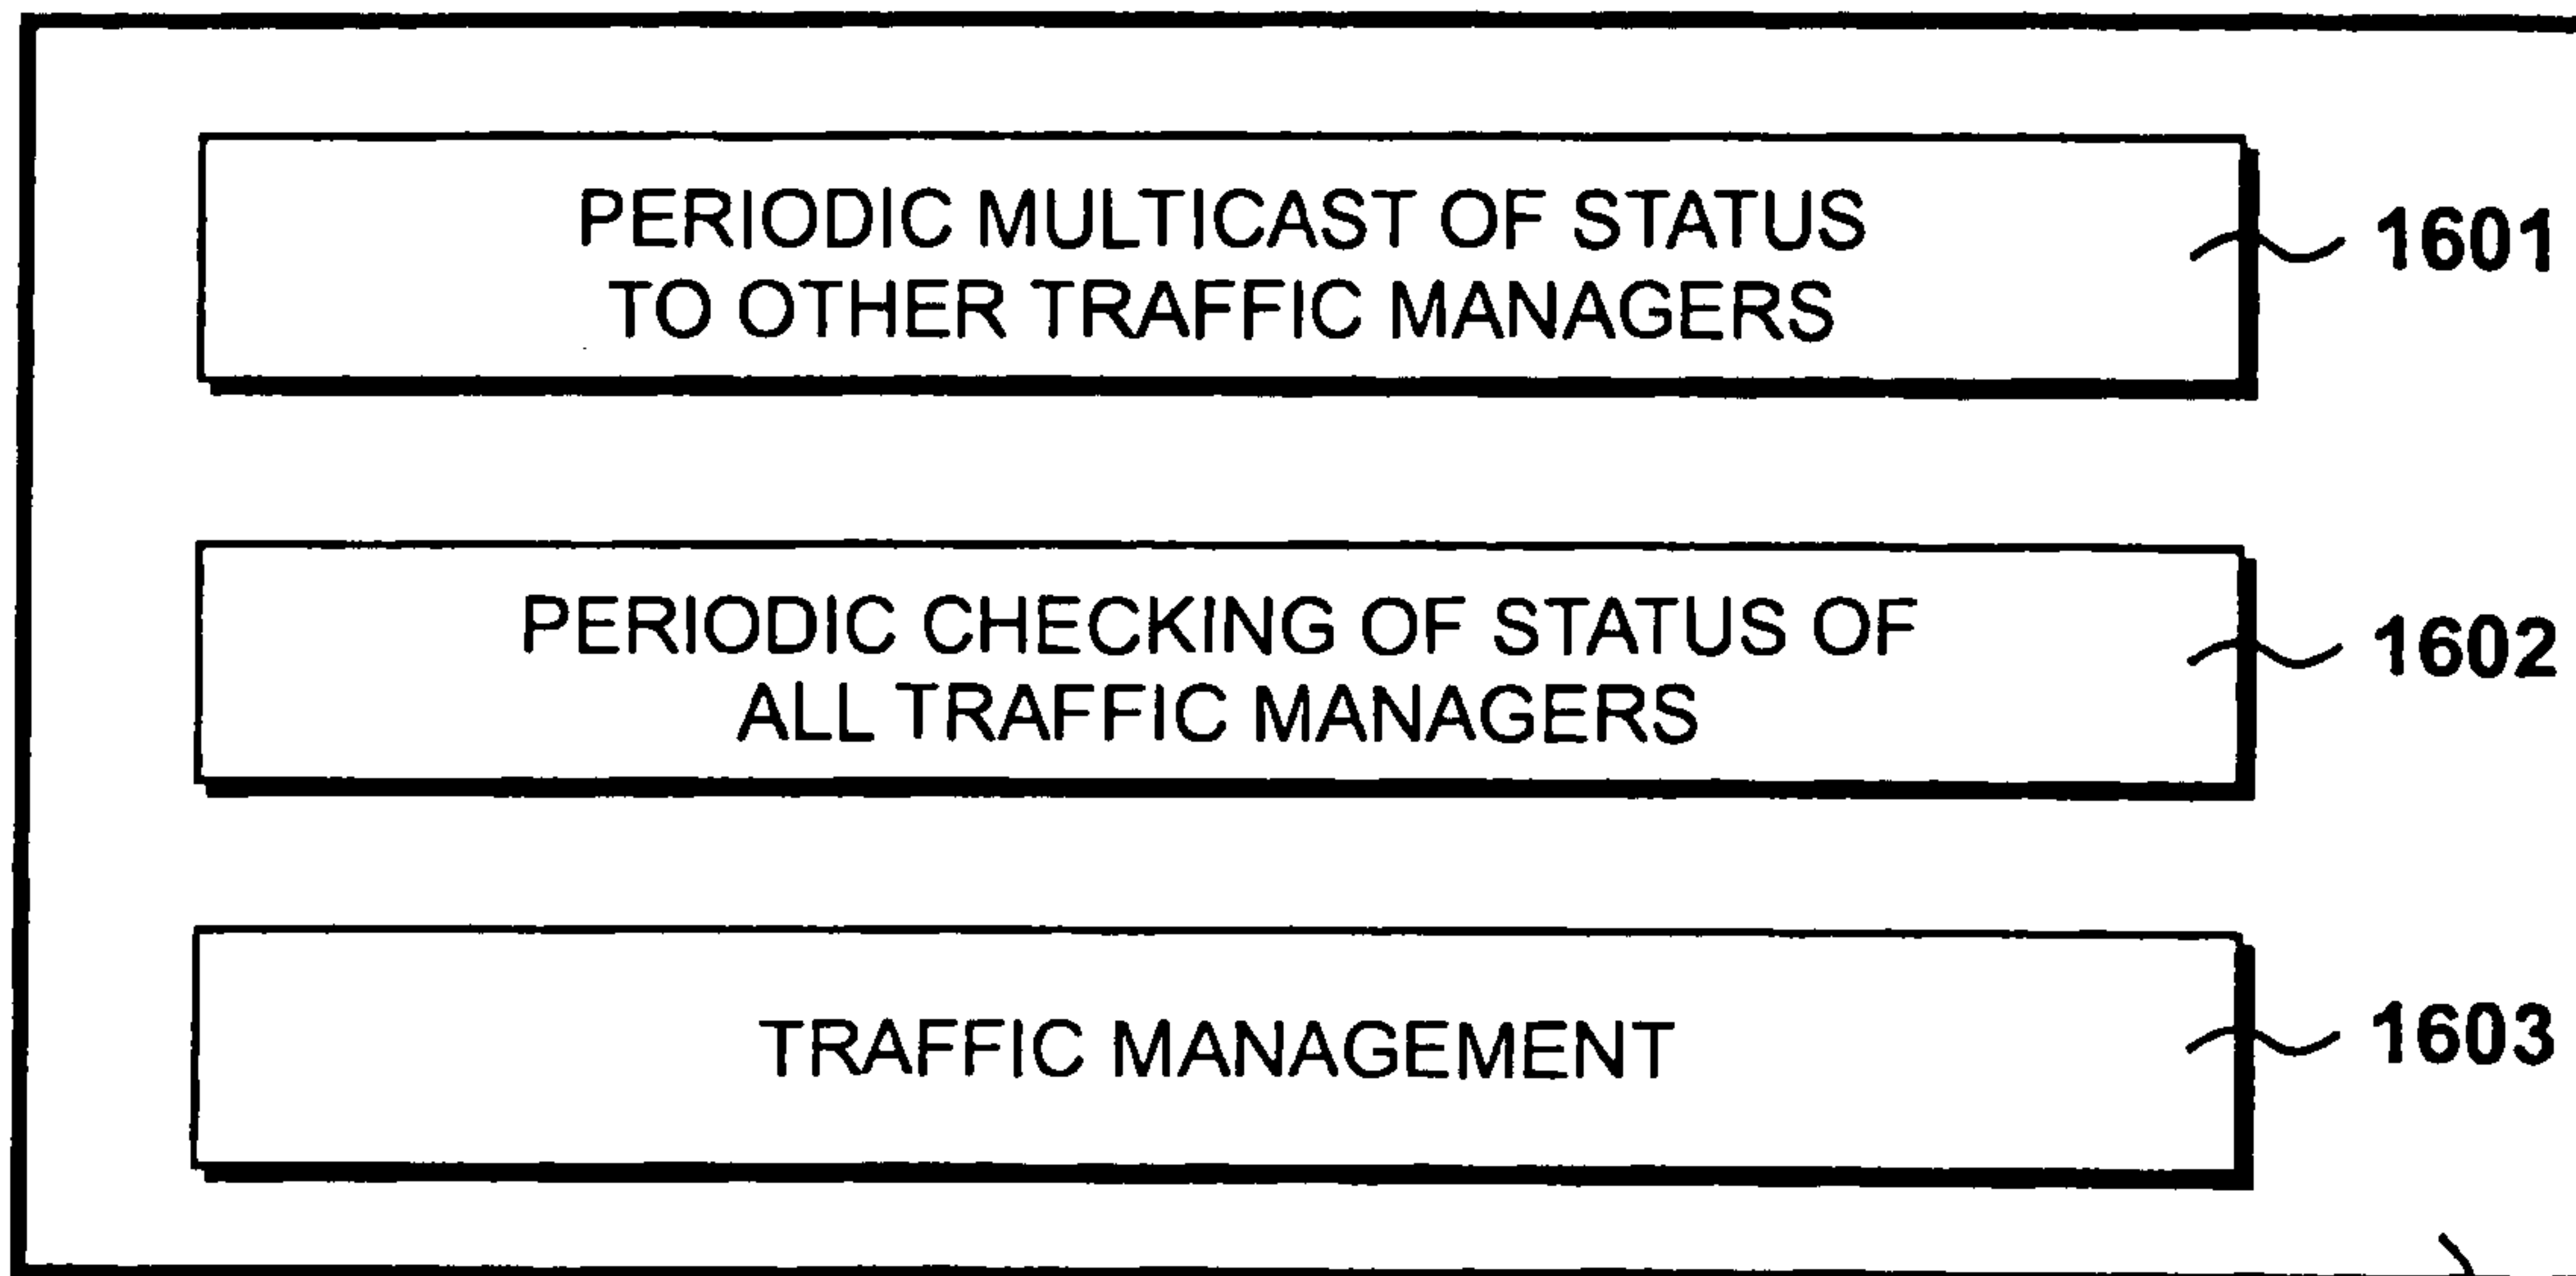 PERIODIC MULTICAST OF STATUS
TO OTHER TRAFFIC MANAGERS
1601
PERIODIC CHECKING OF STATUS OF
ALL TRAFFIC MANAGERS
1602
TRAFFIC MANAGEMENT
1603